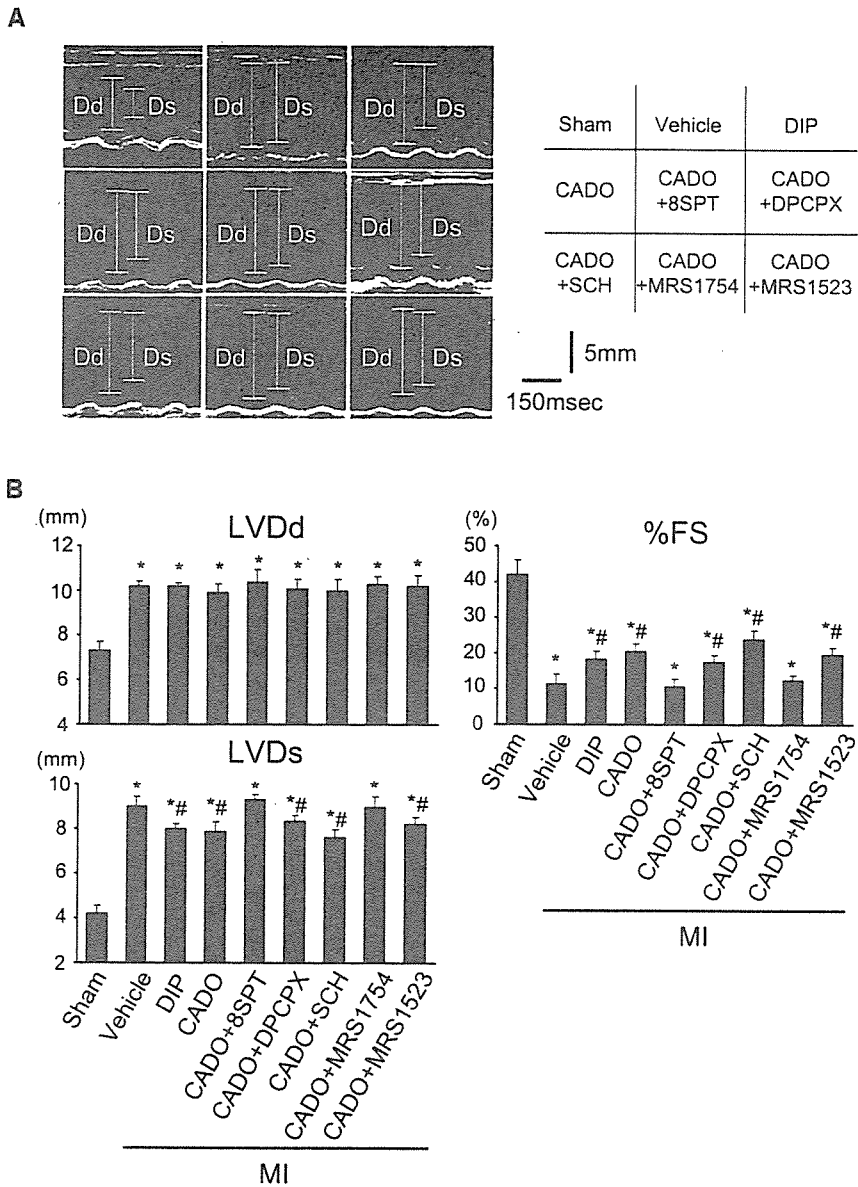 A
Dd Ds Dd Ds Dd Ds
Dd Ds Dd Ds Dd Ds
Dd Ds Dd Ds Dd Ds
Sham Vehicle DIP
CADO CADO +8SPT CADO +DPCPX
CADO +SCH CADO +MRS1754 CADO +MRS1523
5mm
150msec
B
(mm)
LVDd
12
10
8
6
4
* * * * * * * *
(mm)
LVDs
10
8
6
4
2
* *# *# * *# *# * *#
Sham
Vehicle
DIP
CADO
CADO+8SPT
CADO+DPCPX
CADO+SCH
CADO+MRS1754
CADO+MRS1523
MI
(%)
%FS
50
40
30
20
10
0
* *# *# * *# *# * *#
Sham
Vehicle
DIP
CADO
CADO+8SPT
CADO+DPCPX
CADO+SCH
CADO+MRS1754
CADO+MRS1523
MI